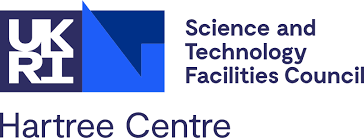 UK
RI
Science and
Technology
Facilities Council
Hartree Centre